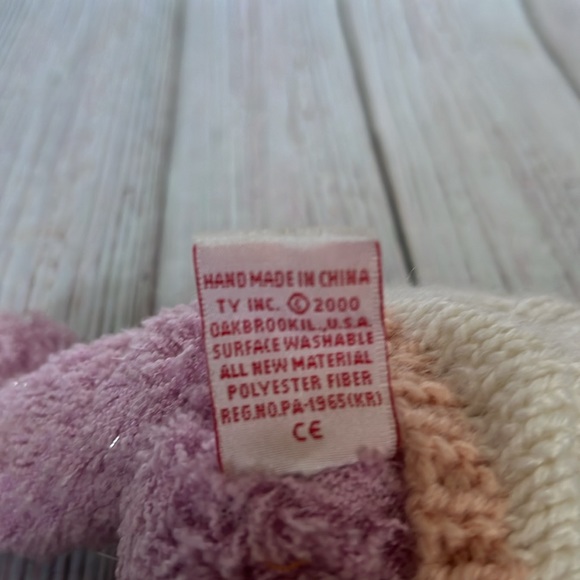 HAND MADE IN CHINA
TY INC. © 2000
OAKBROOK IL., U.S.A.
SURFACE WASHABLE
ALL NEW MATERIAL
POLYESTER FIBER
REG.NO.PA-1965(KR)
CE